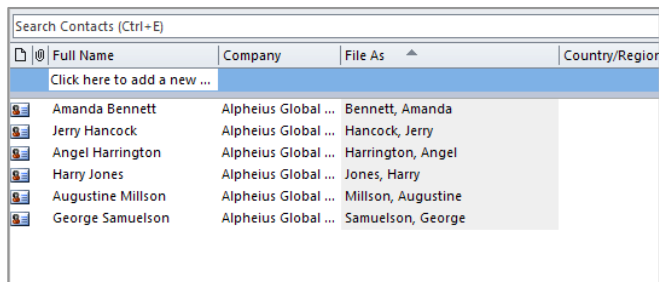 Search Contacts (Ctrl+E)
Full Name Company File As Country/Region
Click here to add a new ...
Amanda Bennett Alpheius Global ... Bennett, Amanda
Jerry Hancock Alpheius Global ... Hancock, Jerry
Angel Harrington Alpheius Global ... Harrington, Angel
Harry Jones Alpheius Global ... Jones, Harry
Augustine Millson Alpheius Global ... Millson, Augustine
George Samuelson Alpheius Global ... Samuelson, George